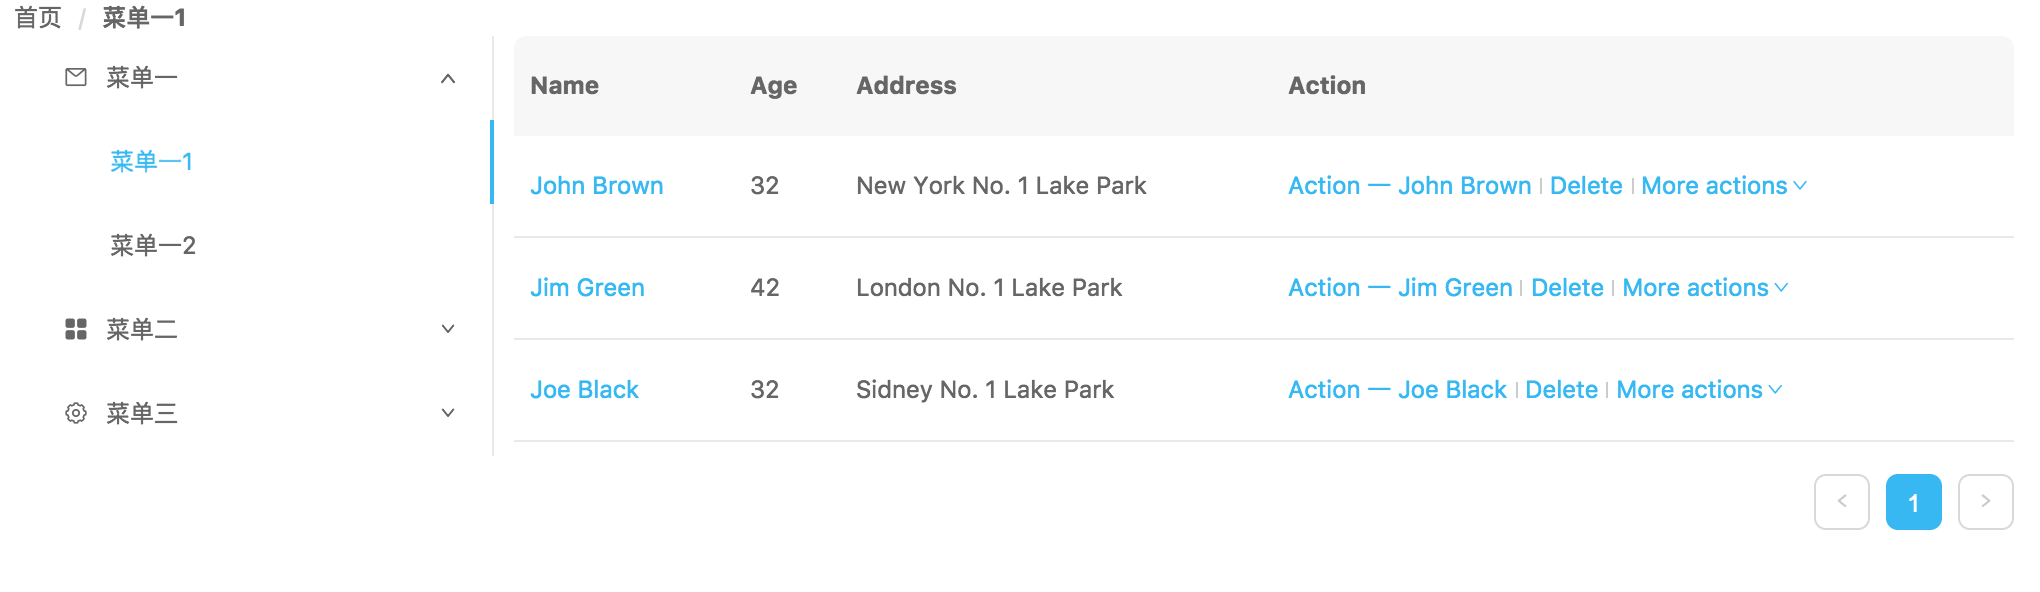 首页 / 菜单一1
菜单一
菜单一1
菜单一2
菜单二
菜单三
Name Age Address Action
John Brown 32 New York No. 1 Lake Park Action 一 John Brown | Delete | More actions
Jim Green 42 London No. 1 Lake Park Action 一 Jim Green | Delete | More actions
Joe Black 32 Sidney No. 1 Lake Park Action 一 Joe Black | Delete | More actions
< 1 >